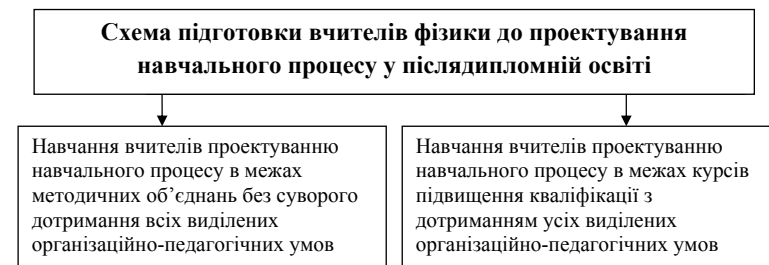 Схема підготовки вчителів фізики до проектування
навчального процесу у післядипломній освіті
Навчання вчителів проектуванню
навчального процесу в межах
методичних об’єднань без суворого
дотримання всіх виділених
організаційно-педагогічних умов
Навчання вчителів проектуванню
навчального процесу в межах курсів
підвищення кваліфікації з
дотриманням усіх виділених
організаційно-педагогічних умов